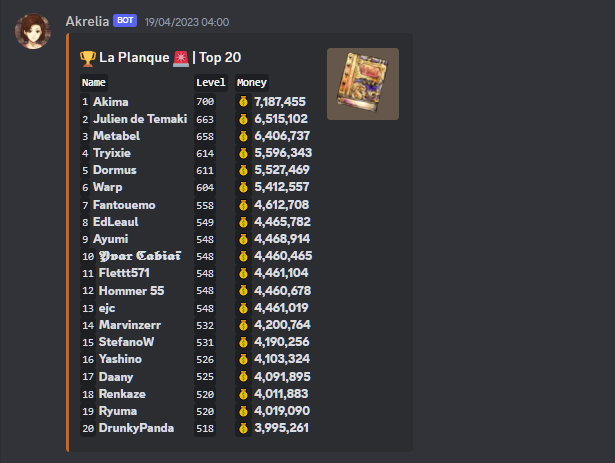 Akrelia BOT 19/04/2023 04:00
🏆 La Planque 🚨 | Top 20
Name Level Money
1 Akima 700 7,187,455
2 Julien de Temaki 663 6,515,102
3 Metabel 658 6,406,737
4 Tryixie 614 5,596,343
5 Dormus 611 5,527,469
6 Warp 604 5,412,557
7 Fantouemo 558 4,612,708
8 EdLeaul 549 4,465,782
9 Ayumi 548 4,468,914
10 𝖄𝖛𝖆𝖗 𝕮𝖆𝖇𝖎𝖆ï 548 4,460,465
11 Flettt571 548 4,461,104
12 Hommer 55 548 4,460,678
13 ejc 548 4,461,019
14 Marvinzerr 532 4,200,764
15 StefanoW 531 4,190,256
16 Yashino 526 4,103,324
17 Daany 525 4,091,895
18 Renkaze 520 4,011,883
19 Ryuma 520 4,019,090
20 DrunkyPanda 518 3,995,261